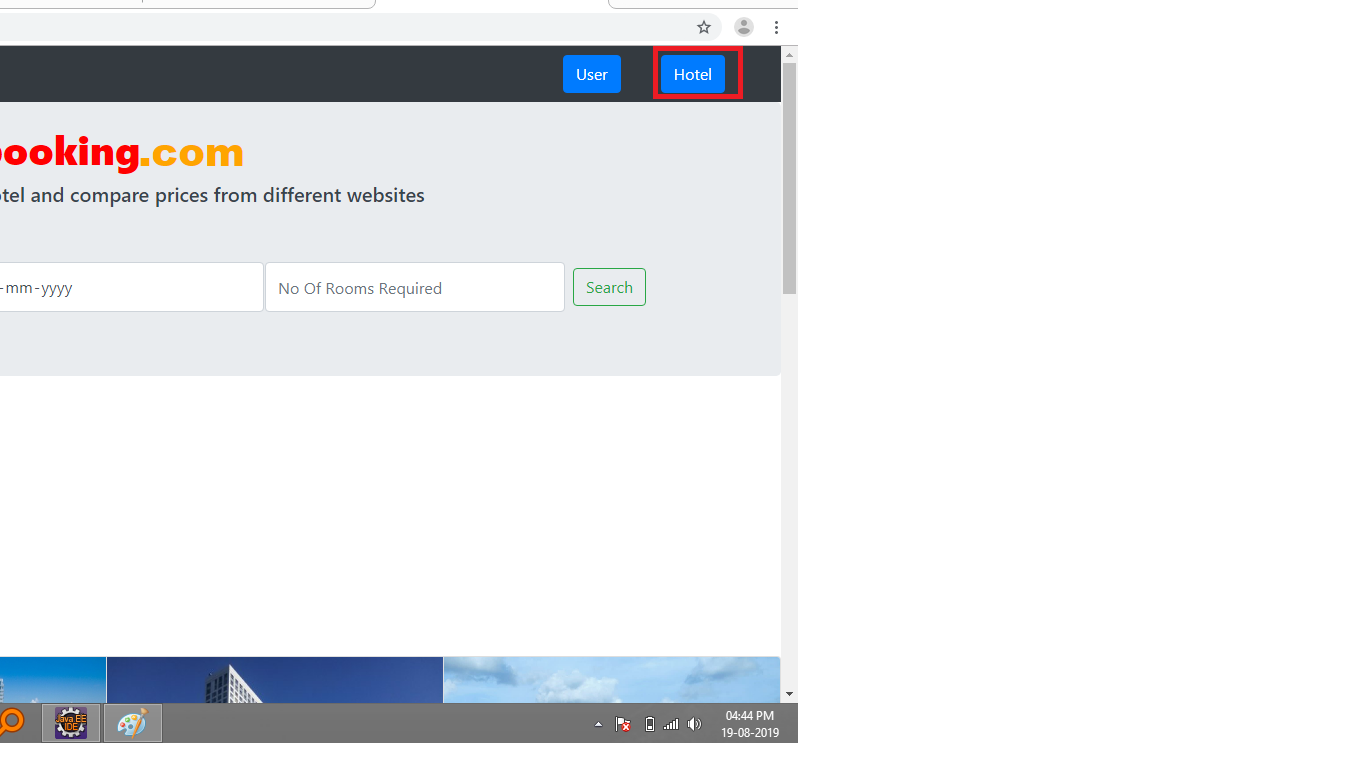 User
Hotel
booking.com
otel and compare prices from different websites
-mm-yyyy
No Of Rooms Required
Search
Java EE
IDE
04:44 PM
19-08-2019